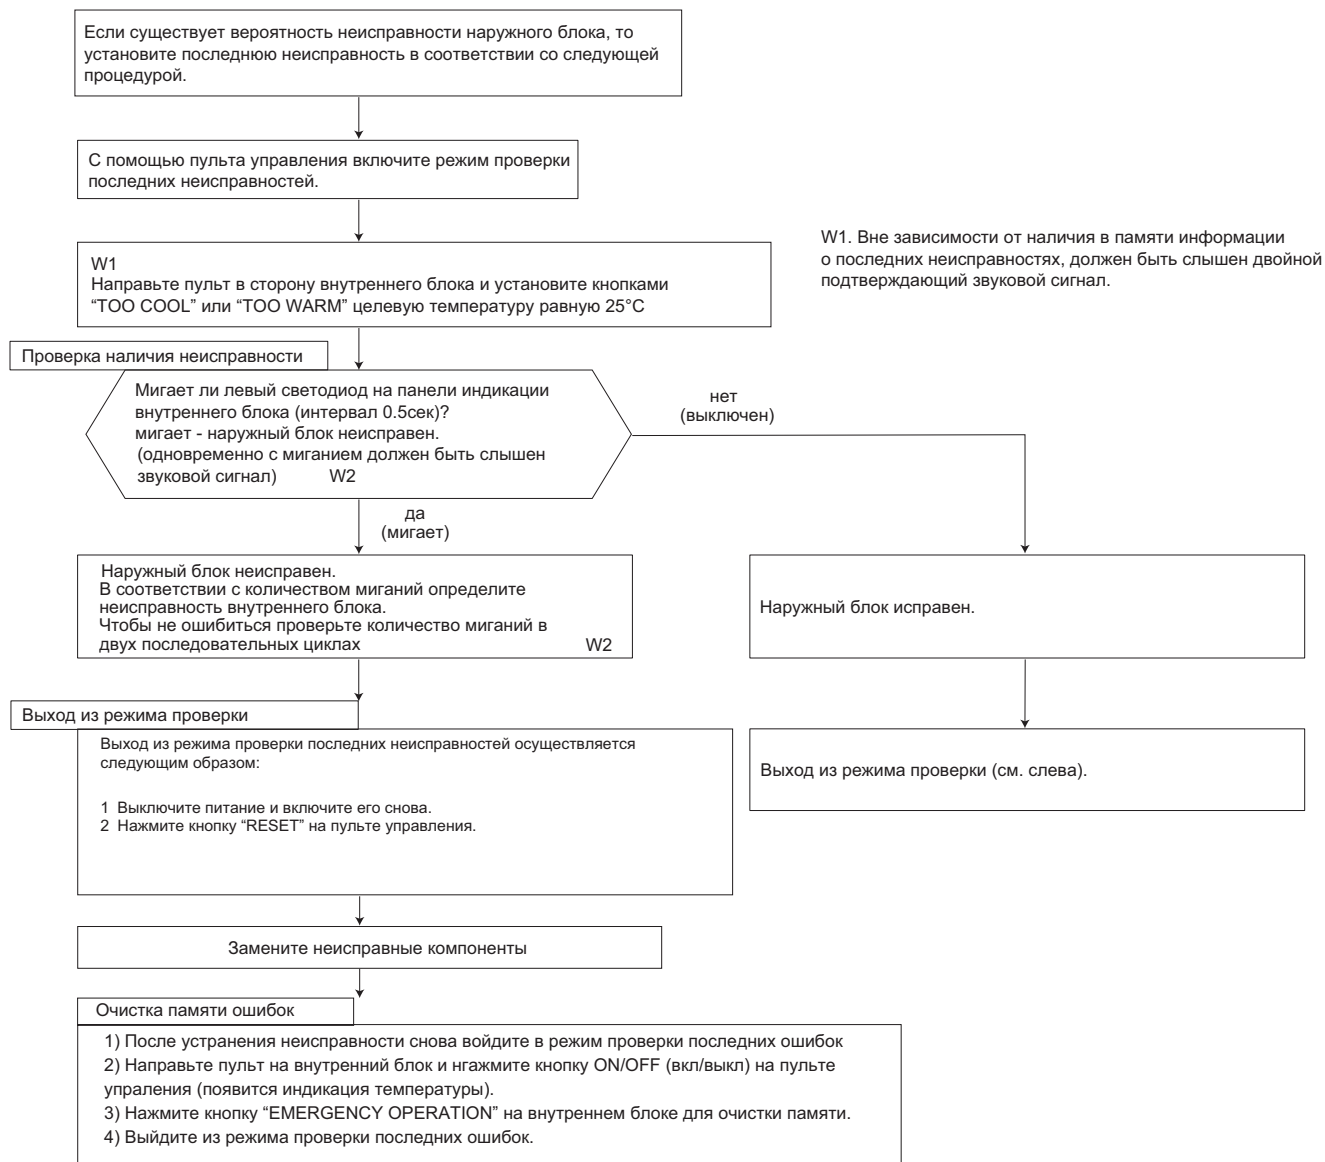 Если существует вероятность неисправности наружного блока, то
установите последнюю неисправность в соответствии со следующей
процедурой.
С помощью пульта управления включите режим проверки
последних неисправностей.
W1
Направьте пульт в сторону внутреннего блока и установите кнопками
“TOO COOL” или “TOO WARM” целевую температуру равную 25°C
W1. Вне зависимости от наличия в памяти информации
о последних неисправностях, должен быть слышен двойной
подтверждающий звуковой сигнал.
Проверка наличия неисправности
Мигает ли левый светодиод на панели индикации
внутреннего блока (интервал 0.5сек)?
мигает - наружный блок неисправен.
(одновременно с миганием должен быть слышен
звуковой сигнал) W2
нет
(выключен)
да
(мигает)
Наружный блок неисправен.
В соответствии с количеством миганий определите
неисправность внутреннего блока.
Чтобы не ошибиться проверьте количество миганий в
двух последовательных циклах W2
Наружный блок исправен.
Выход из режима проверки
Выход из режима проверки последних неисправностей осуществляется
следующим образом:
1 Выключите питание и включите его снова.
2 Нажмите кнопку “RESET” на пульте управления.
Выход из режима проверки (см. слева).
Замените неисправные компоненты
Очистка памяти ошибок
1) После устранения неисправности снова войдите в режим проверки последних ошибок
2) Направьте пульт на внутренний блок и нгажмите кнопку ON/OFF (вкл/выкл) на пульте
упраления (появится индикация температуры).
3) Нажмите кнопку “EMERGENCY OPERATION” на внутреннем блоке для очистки памяти.
4) Выйдите из режима проверки последних ошибок.